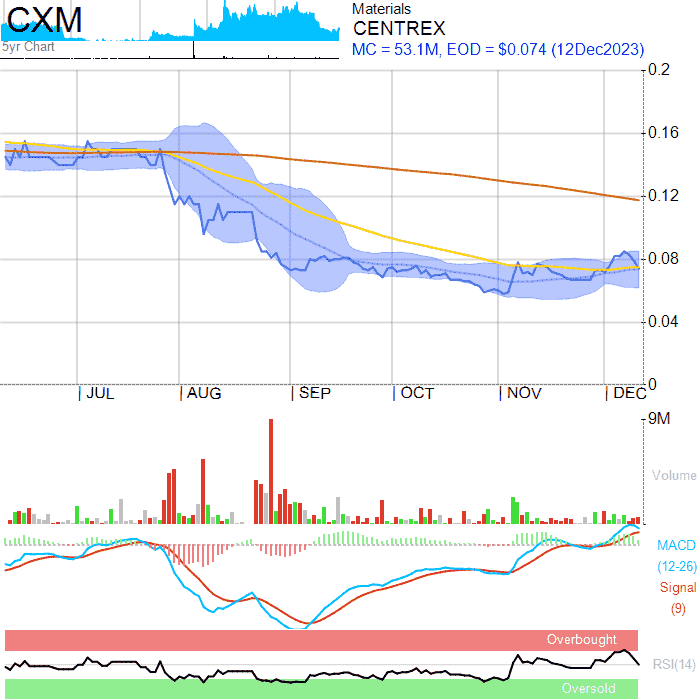 CXM
5yr Chart
Materials
CENTREX
MC = 53.1M, EOD = $0.074 (12Dec2023)
0.2
0.16
0.12
0.08
0.04
0
JUL
AUG
SEP
OCT
NOV
DEC
9M
Volume
MACD
(12-26)
Signal
(9)
Overbought
RSI(14)
Oversold